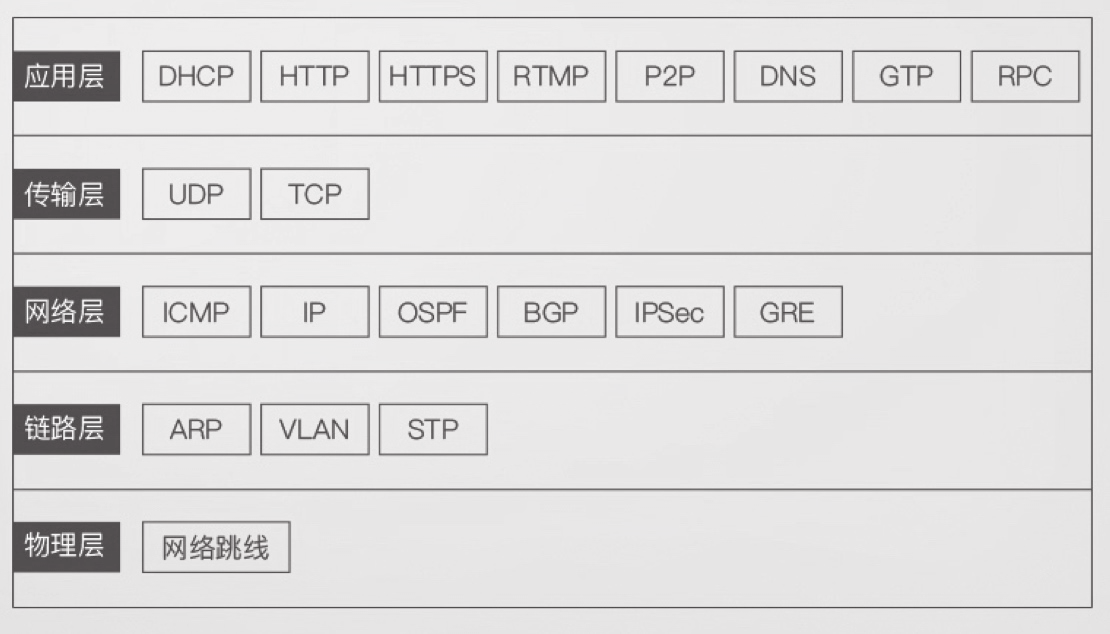 应用层 DHCP HTTP HTTPS RTMP P2P DNS GTP RPC
传输层 UDP TCP
网络层 ICMP IP OSPF BGP IPSec GRE
链路层 ARP VLAN STP
物理层 网络跳线